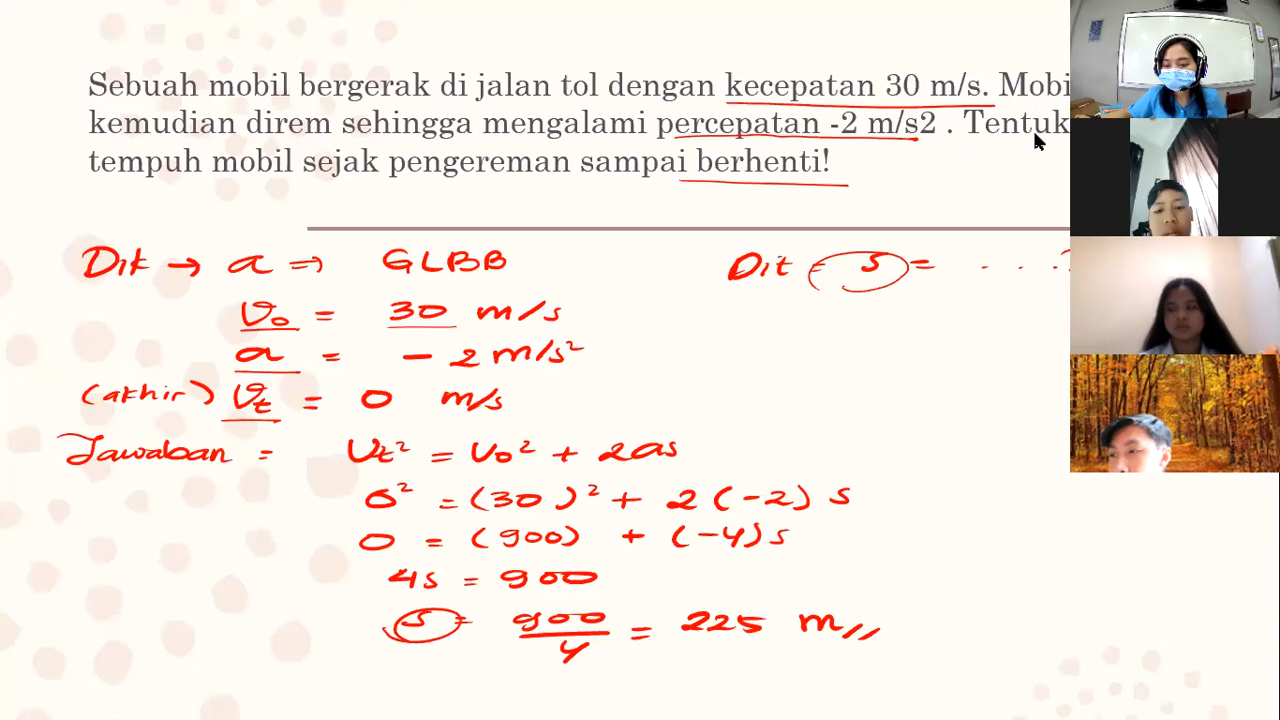 Sebuah mobil bergerak di jalan tol dengan kecepatan 30 m/s. Mobi
kemudian direm sehingga mengalami percepatan -2 m/s2 . Tentuk
tempuh mobil sejak pengereman sampai berhenti!
Dik → a ⇒ GLBB
Dit = s = . . . ?
v₀ = 30 m/s
a = - 2 m/s²
(akhir) vₜ = 0 m/s
Jawaban = Vₜ² = V₀² + 2as
0² = (30)² + 2 (-2) s
0 = (900) + (-4) s
4s = 900
s = 900/4 = 225 m//